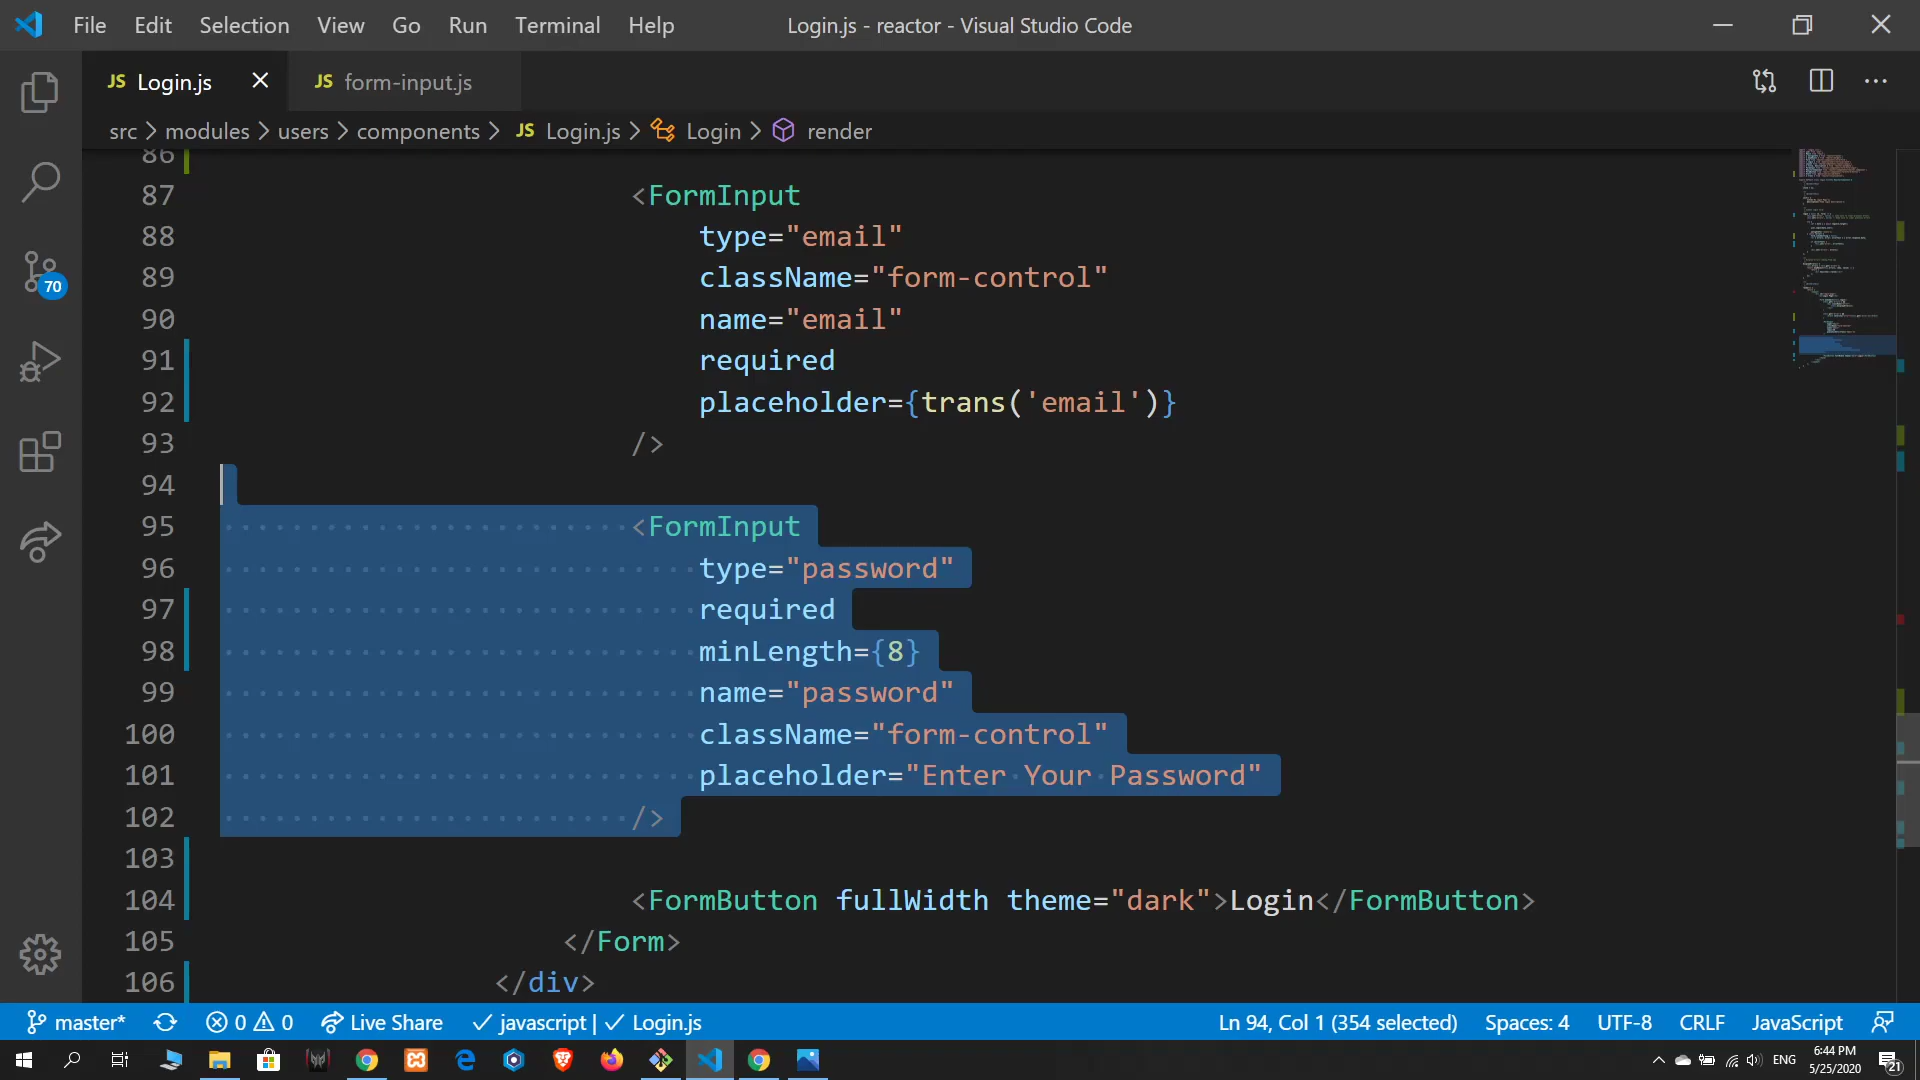 File Edit Selection View Go Run Terminal Help Login.js - reactor - Visual Studio Code
JS Login.js JS form-input.js
src > modules > users > components > JS Login.js > Login > render
86
87 <FormInput
88 type="email"
89 className="form-control"
90 name="email"
91 required
92 placeholder={trans('email')}
93 />
94
95 <FormInput
96 type="password"
97 required
98 minLength={8}
99 name="password"
100 className="form-control"
101 placeholder="Enter Your Password"
102 />
103
104 <FormButton fullWidth theme="dark">Login</FormButton>
105 </Form>
106 </div>
70
master* 0 0 Live Share ✓ javascript | ✓ Login.js Ln 94, Col 1 (354 selected) Spaces: 4 UTF-8 CRLF JavaScript
ENG 6:44 PM 5/25/2020 21